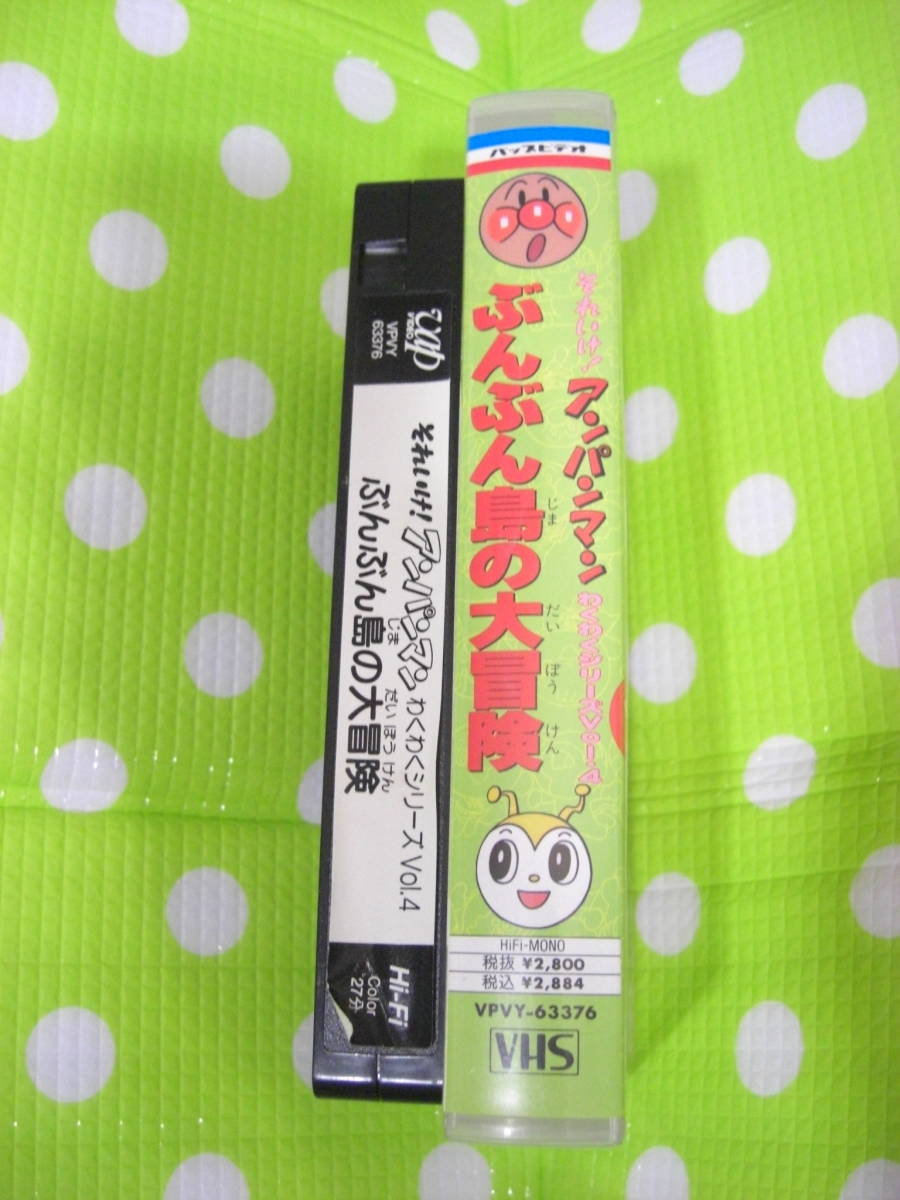 バップビデオ
それいけ!アンパンマン わくわくシリーズVol.4
ぶんぶん島の大冒険
じま だい ぼう けん
HiFi-MONO
税抜 ¥2,800
税込 ¥2,884
VPVY-63376
VHS
vap
VIDEO
VPVY
63376
それいけ!アンパンマン わくわくシリーズ Vol.4
ぶんぶん島の大冒険
じま だい ぼう けん
Hi-Fi
Color
27分